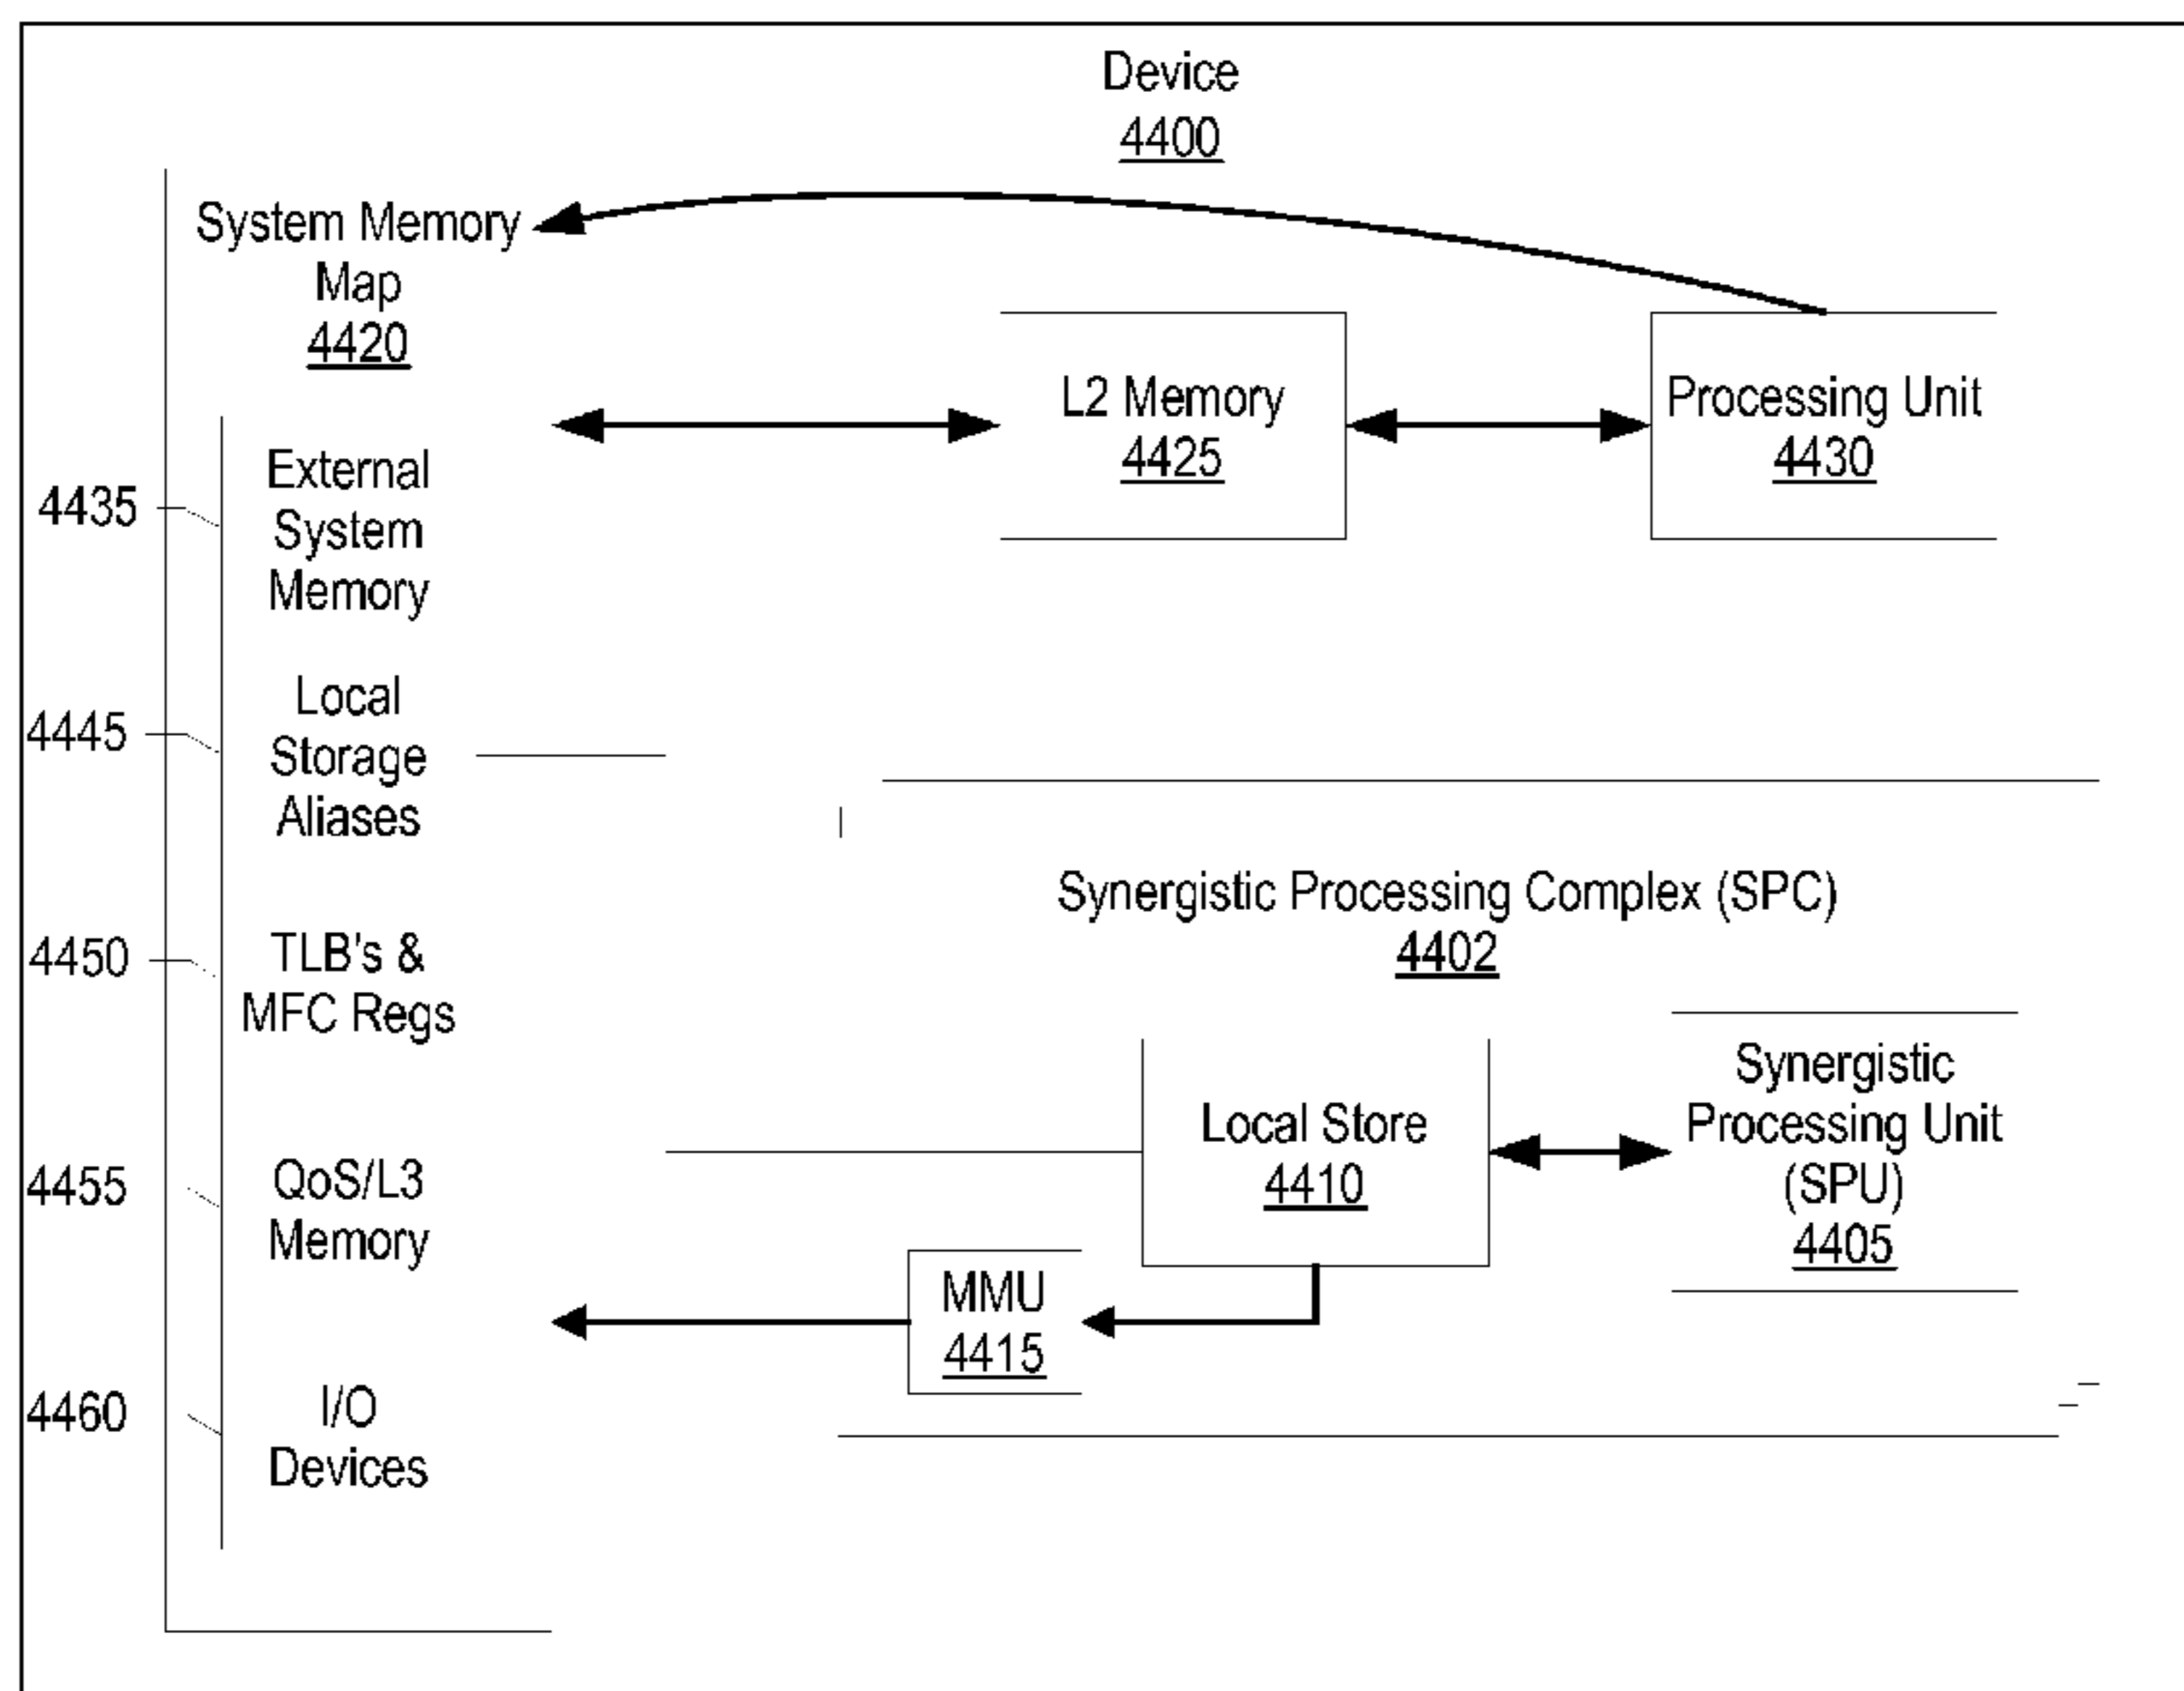 Device
4400
System Memory
Map
4420
L2 Memory
4425
Processing Unit
4430
4435
External
System
Memory
4445
Local
Storage
Aliases
Synergistic Processing Complex (SPC)
4402
4450
TLB's &
MFC Regs
Local Store
4410
Synergistic
Processing Unit
(SPU)
4405
4455
QoS/L3
Memory
MMU
4415
4460
I/O
Devices